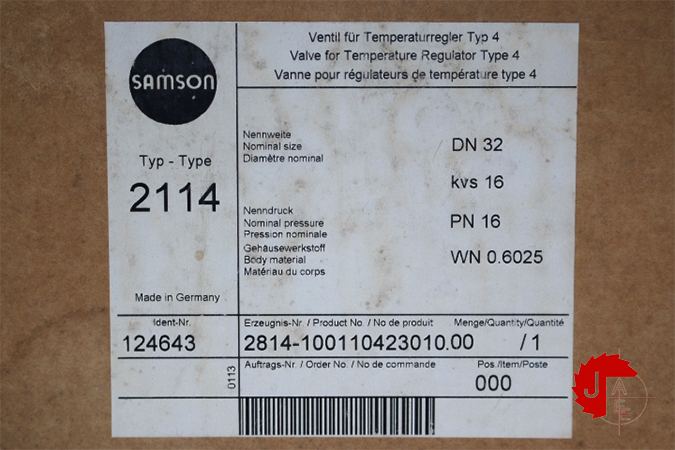 SAMSON
Typ - Type
2114
Made in Germany
Ventil für Temperaturregler Typ 4
Valve for Temperature Regulator Type 4
Vanne pour régulateurs de température type 4
Nennweite
Nominal size
Diamètre nominal
DN 32
kvs 16
Nenndruck
Nominal pressure
Pression nominale
PN 16
Gehäusewerkstoff
Body material
Matériau du corps
WN 0.6025
Ident-Nr.
124643
Erzeugnis-Nr. / Product No. / No de produit
2814-100110423010.00
Menge/Quantity/Quantité
/ 1
0113
Auftrags-Nr. / Order No. / No de commande
Pos./Item/Poste
000
JAE